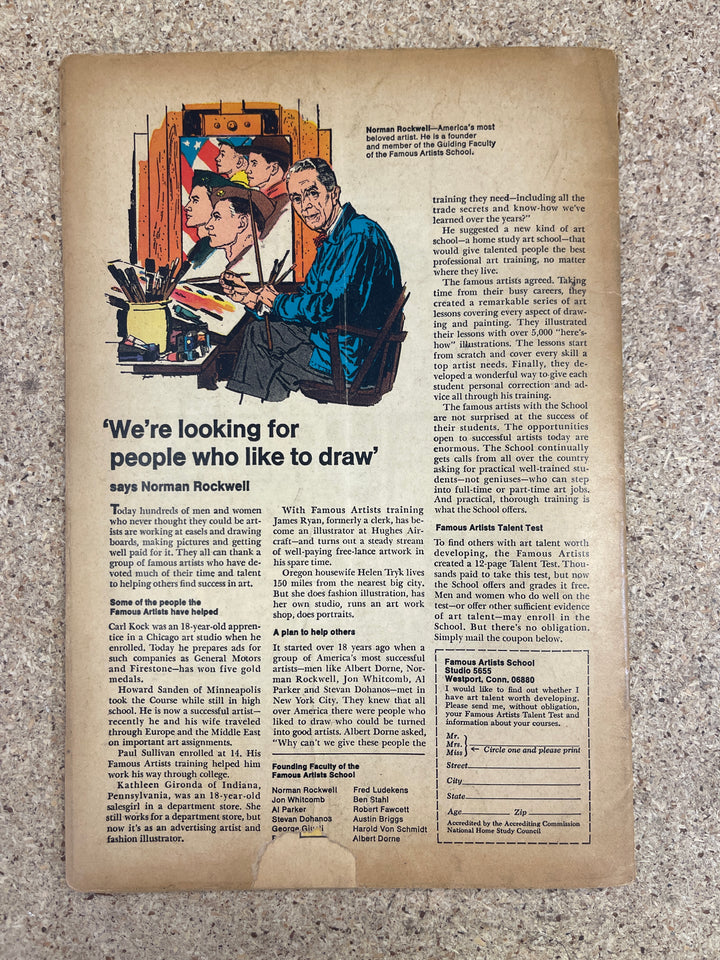 Norman Rockwell—America's most
beloved artist. He is a founder
and member of the Guiding Faculty
of the Famous Artists School.
'We're looking for
people who like to draw'
says Norman Rockwell
Today hundreds of men and women
who never thought they could be art-
ists are working at easels and drawing
boards, making pictures and getting
well paid for it. They all can thank a
group of famous artists who have de-
voted much of their time and talent
to helping others find success in art.
Some of the people the
Famous Artists have helped
Carl Kock was an 18-year-old appren-
tice in a Chicago art studio when he
enrolled. Today he prepares ads for
such companies as General Motors
and Firestone—has won five gold
medals.
Howard Sanden of Minneapolis
took the Course while still in high
school. He is now a successful artist—
recently he and his wife traveled
through Europe and the Middle East
on important art assignments.
Paul Sullivan enrolled at 14. His
Famous Artists training helped him
work his way through college.
Kathleen Gironda of Indiana,
Pennsylvania, was an 18-year-old
salesgirl in a department store. She
still works for a department store, but
now it's as an advertising artist and
fashion illustrator.
With Famous Artists training
James Ryan, formerly a clerk, has be-
come an illustrator at Hughes Air-
craft—and turns out a steady stream
of well-paying free-lance artwork in
his spare time.
Oregon housewife Helen Tryk lives
150 miles from the nearest big city.
But she does fashion illustration, has
her own studio, runs an art work
shop, does portraits.
A plan to help others
It started over 18 years ago when a
group of America's most successful
artists—men like Albert Dorne, Nor-
man Rockwell, Jon Whitcomb, Al
Parker and Stevan Dohanos—met in
New York City. They knew that all
over America there were people who
liked to draw who could be turned
into good artists. Albert Dorne asked,
"Why can't we give these people the
Founding Faculty of the
Famous Artists School
Norman Rockwell
Jon Whitcomb
Al Parker
Stevan Dohanos
George
Fred Ludekens
Ben Stahl
Robert Fawcett
Austin Briggs
Harold Von Schmidt
Albert Dorne
training they need—including all the
trade secrets and know-how we've
learned over the years?"
He suggested a new kind of art
school—a home study art school—that
would give talented people the best
professional art training, no matter
where they live.
The famous artists agreed. Taking
time from their busy careers, they
created a remarkable series of art
lessons covering every aspect of draw-
ing and painting. They illustrated
their lessons with over 5,000 "here's-
how" illustrations. The lessons start
from scratch and cover every skill a
top artist needs. Finally, they de-
veloped a wonderful way to give each
student personal correction and ad-
vice all through his training.
The famous artists with the School
are not surprised at the success of
their students. The opportunities
open to successful artists today are
enormous. The School continually
gets calls from all over the country
asking for practical well-trained stu-
dents—not geniuses—who can step
into full-time or part-time art jobs.
And practical, thorough training is
what the School offers.
Famous Artists Talent Test
To find others with art talent worth
developing, the Famous Artists
created a 12-page Talent Test. Thou-
sands paid to take this test, but now
the School offers and grades it free.
Men and women who do well on the
test—or offer other sufficient evidence
of art talent—may enroll in the
School. But there's no obligation.
Simply mail the coupon below.
Famous Artists School
Studio 5655
Westport, Conn. 06880
I would like to find out whether I
have art talent worth developing.
Please send me, without obligation,
your Famous Artists Talent Test and
information about your courses.
Mr.
Mrs.
Miss
← Circle one and please print
Street
City
State
Age Zip
Accredited by the Accrediting Commission
National Home Study Council